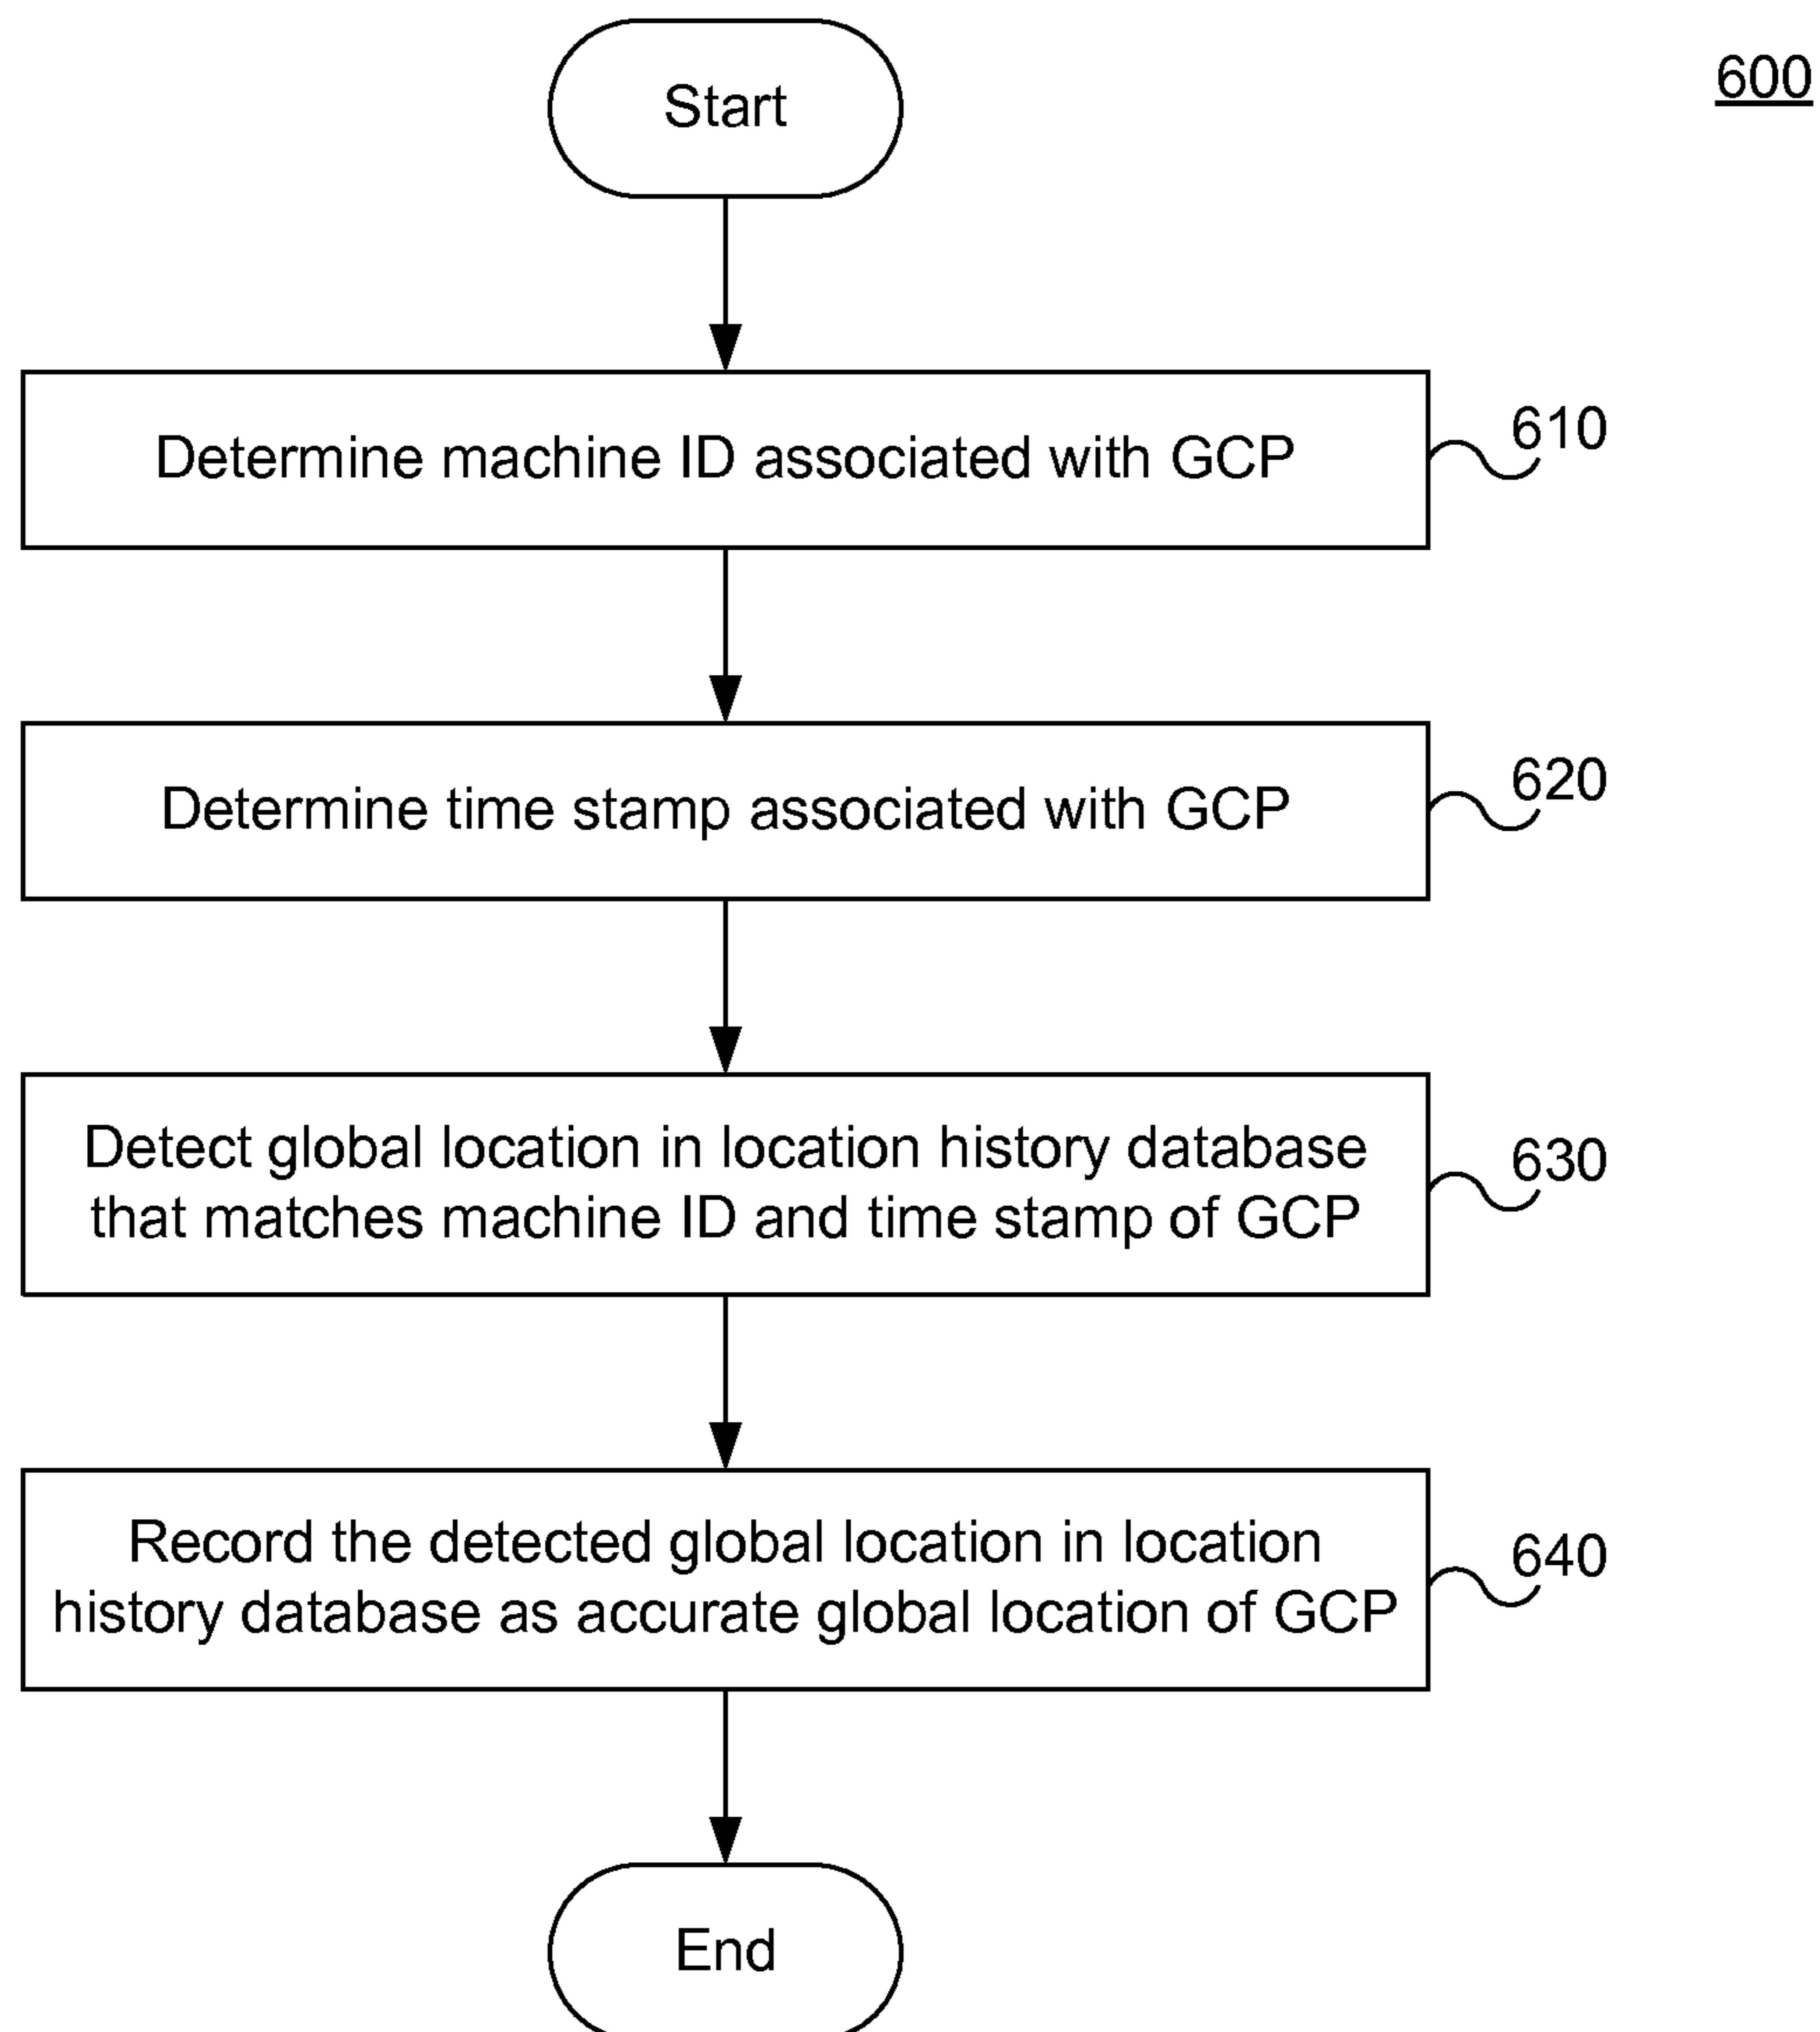 600
Start
Determine machine ID associated with GCP
610
Determine time stamp associated with GCP
620
Detect global location in location history database
that matches machine ID and time stamp of GCP
630
Record the detected global location in location
history database as accurate global location of GCP
640
End